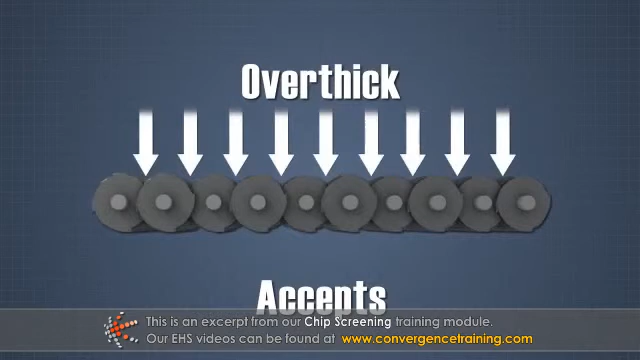 Overthick
Accepts
This is an excerpt from our Chip Screening training module.
Our EHS videos can be found at www.convergencetraining.com